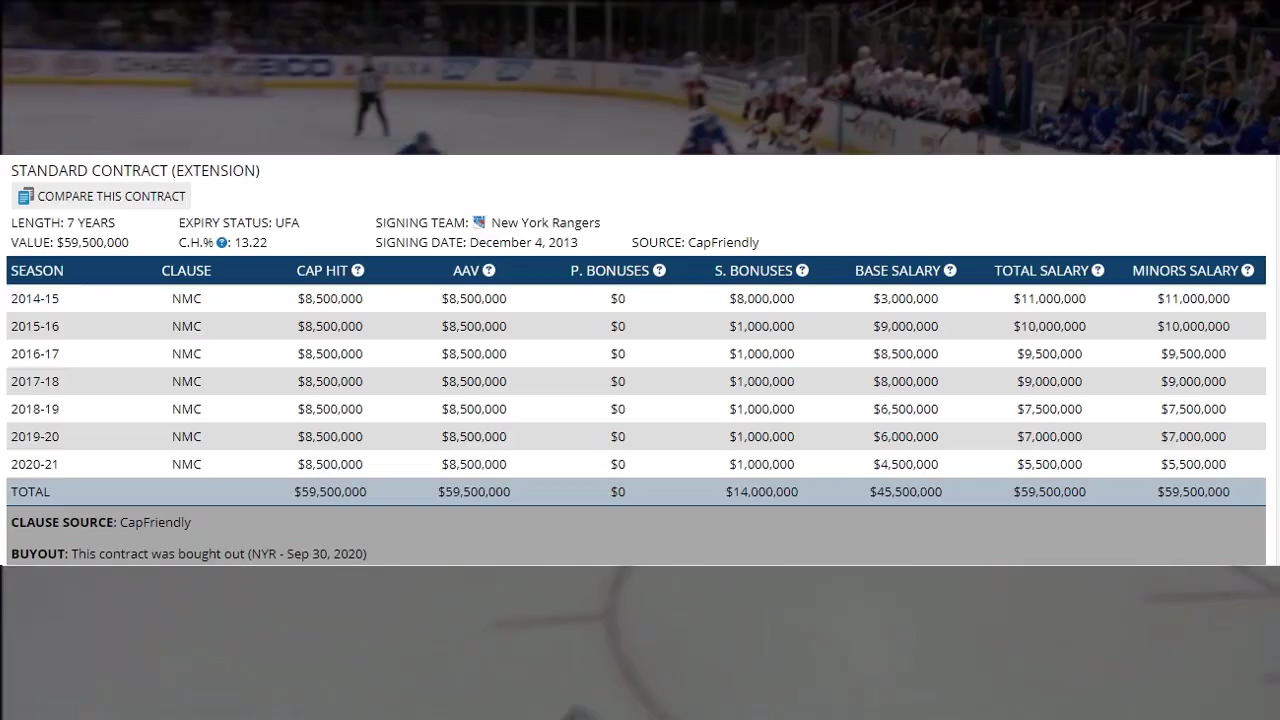 CHASE GEICO DELTA
STANDARD CONTRACT (EXTENSION)
COMPARE THIS CONTRACT
LENGTH: 7 YEARS EXPIRY STATUS: UFA SIGNING TEAM: New York Rangers
VALUE: $59,500,000 C.H.% ? : 13.22 SIGNING DATE: December 4, 2013 SOURCE: CapFriendly
SEASON CLAUSE CAP HIT ? AAV ? P. BONUSES ? S. BONUSES ? BASE SALARY ? TOTAL SALARY ? MINORS SALARY ?
2014-15 NMC $8,500,000 $8,500,000 $0 $8,000,000 $3,000,000 $11,000,000 $11,000,000
2015-16 NMC $8,500,000 $8,500,000 $0 $1,000,000 $9,000,000 $10,000,000 $10,000,000
2016-17 NMC $8,500,000 $8,500,000 $0 $1,000,000 $8,500,000 $9,500,000 $9,500,000
2017-18 NMC $8,500,000 $8,500,000 $0 $1,000,000 $8,000,000 $9,000,000 $9,000,000
2018-19 NMC $8,500,000 $8,500,000 $0 $1,000,000 $6,500,000 $7,500,000 $7,500,000
2019-20 NMC $8,500,000 $8,500,000 $0 $1,000,000 $6,000,000 $7,000,000 $7,000,000
2020-21 NMC $8,500,000 $8,500,000 $0 $1,000,000 $4,500,000 $5,500,000 $5,500,000
TOTAL $59,500,000 $59,500,000 $0 $14,000,000 $45,500,000 $59,500,000 $59,500,000
CLAUSE SOURCE: CapFriendly
BUYOUT: This contract was bought out (NYR - Sep 30, 2020)